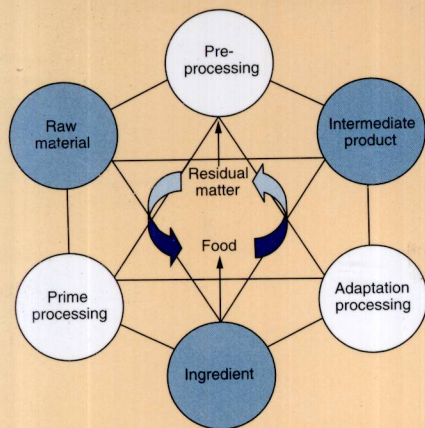 Pre-
processing
Raw
material
Intermediate
product
Residual
matter
Food
Prime
processing
Adaptation
processing
Ingredient